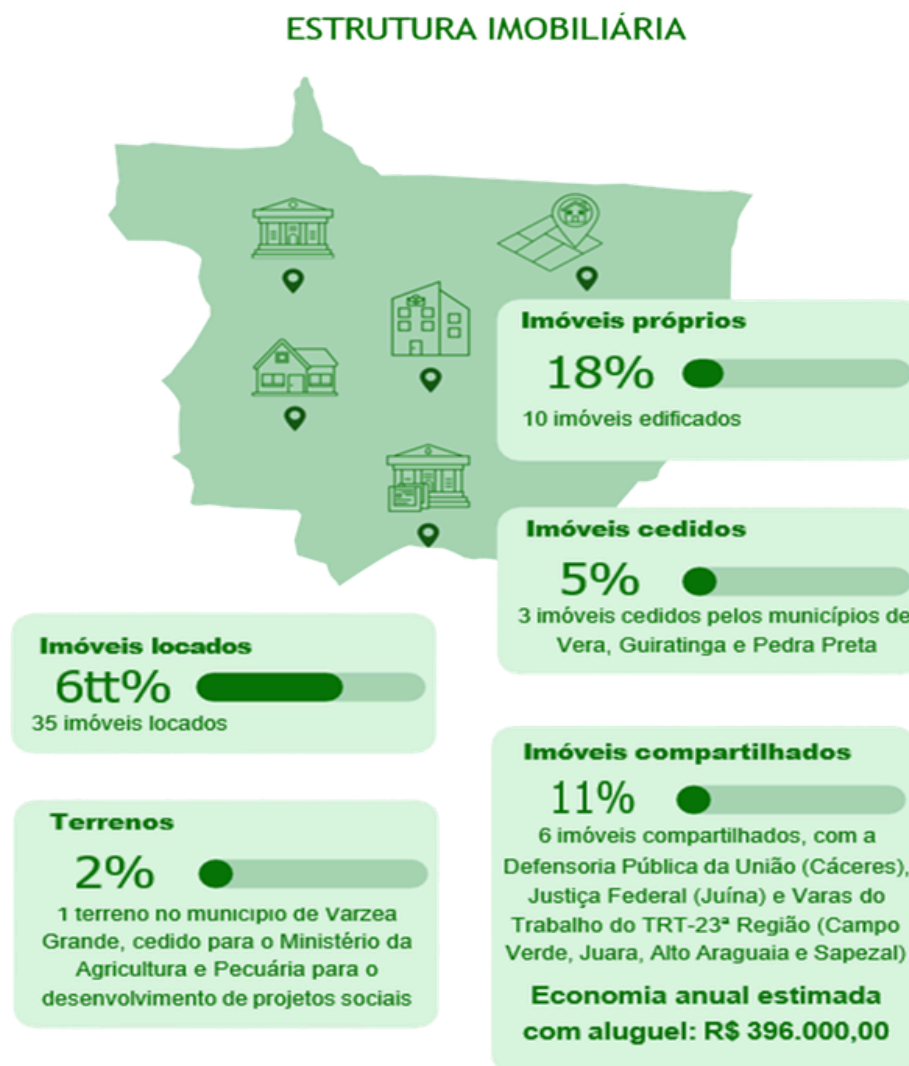 ESTRUTURA IMOBILIÁRIA
Imóveis próprios
18%
10 imóveis edificados
Imóveis cedidos
5%
3 imóveis cedidos pelos municípios de
Vera, Guiratinga e Pedra Preta
Imóveis locados
6tt%
35 imóveis locados
Imóveis compartilhados
11%
6 imóveis compartilhados, com a
Defensoria Pública da União (Cáceres),
Justiça Federal (Juína) e Varas do
Trabalho do TRT-23ª Região (Campo
Verde, Juara, Alto Araguaia e Sapezal)
Economia anual estimada
com aluguel: R$ 396.000,00
Terrenos
2%
1 terreno no municipio de Varzea
Grande, cedido para o Ministério da
Agricultura e Pecuária para o
desenvolvimento de projetos sociais